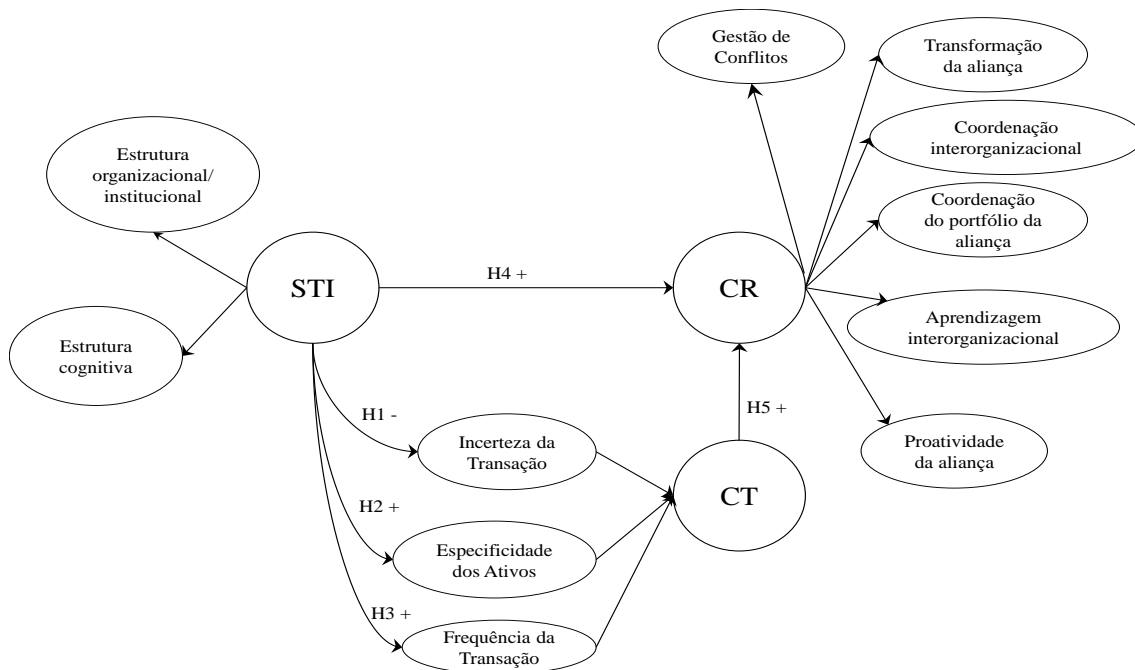 Gestão de
Conflitos
Transformação
da aliança
Coordenação
interorganizacional
Estrutura
organizacional/
institucional
Coordenação
do portfólio da
aliança
STI
H4 +
CR
Aprendizagem
interorganizacional
Estrutura
cognitiva
H1 -
H5 +
Incerteza da
Transação
Proatividade
da aliança
CT
H2 +
Especificidade
dos Ativos
H3 +
Frequência da
Transação